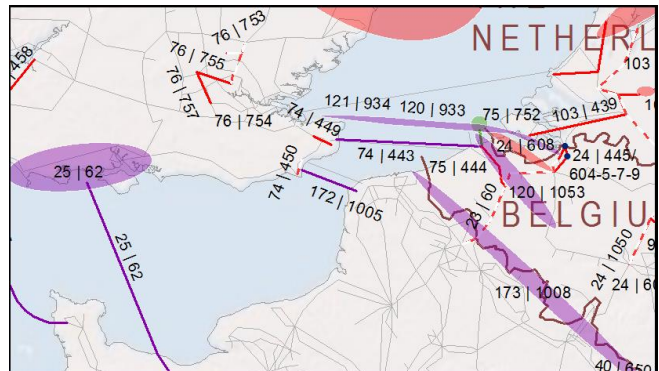 76 | 753
NETHERL
458
76 | 755
103
76 | 757
121 | 934
120 | 933
75 | 752
103 | 439
76 | 754
74 | 449
24 | 608
24 | 445/
604-5-7-9
74 | 443
75 | 444
25 | 62
74 | 450
172 | 1005
23 | 60
120 | 1053
BELGIU
25 | 62
24 | 1050
173 | 1008
24 | 60
40 | 650